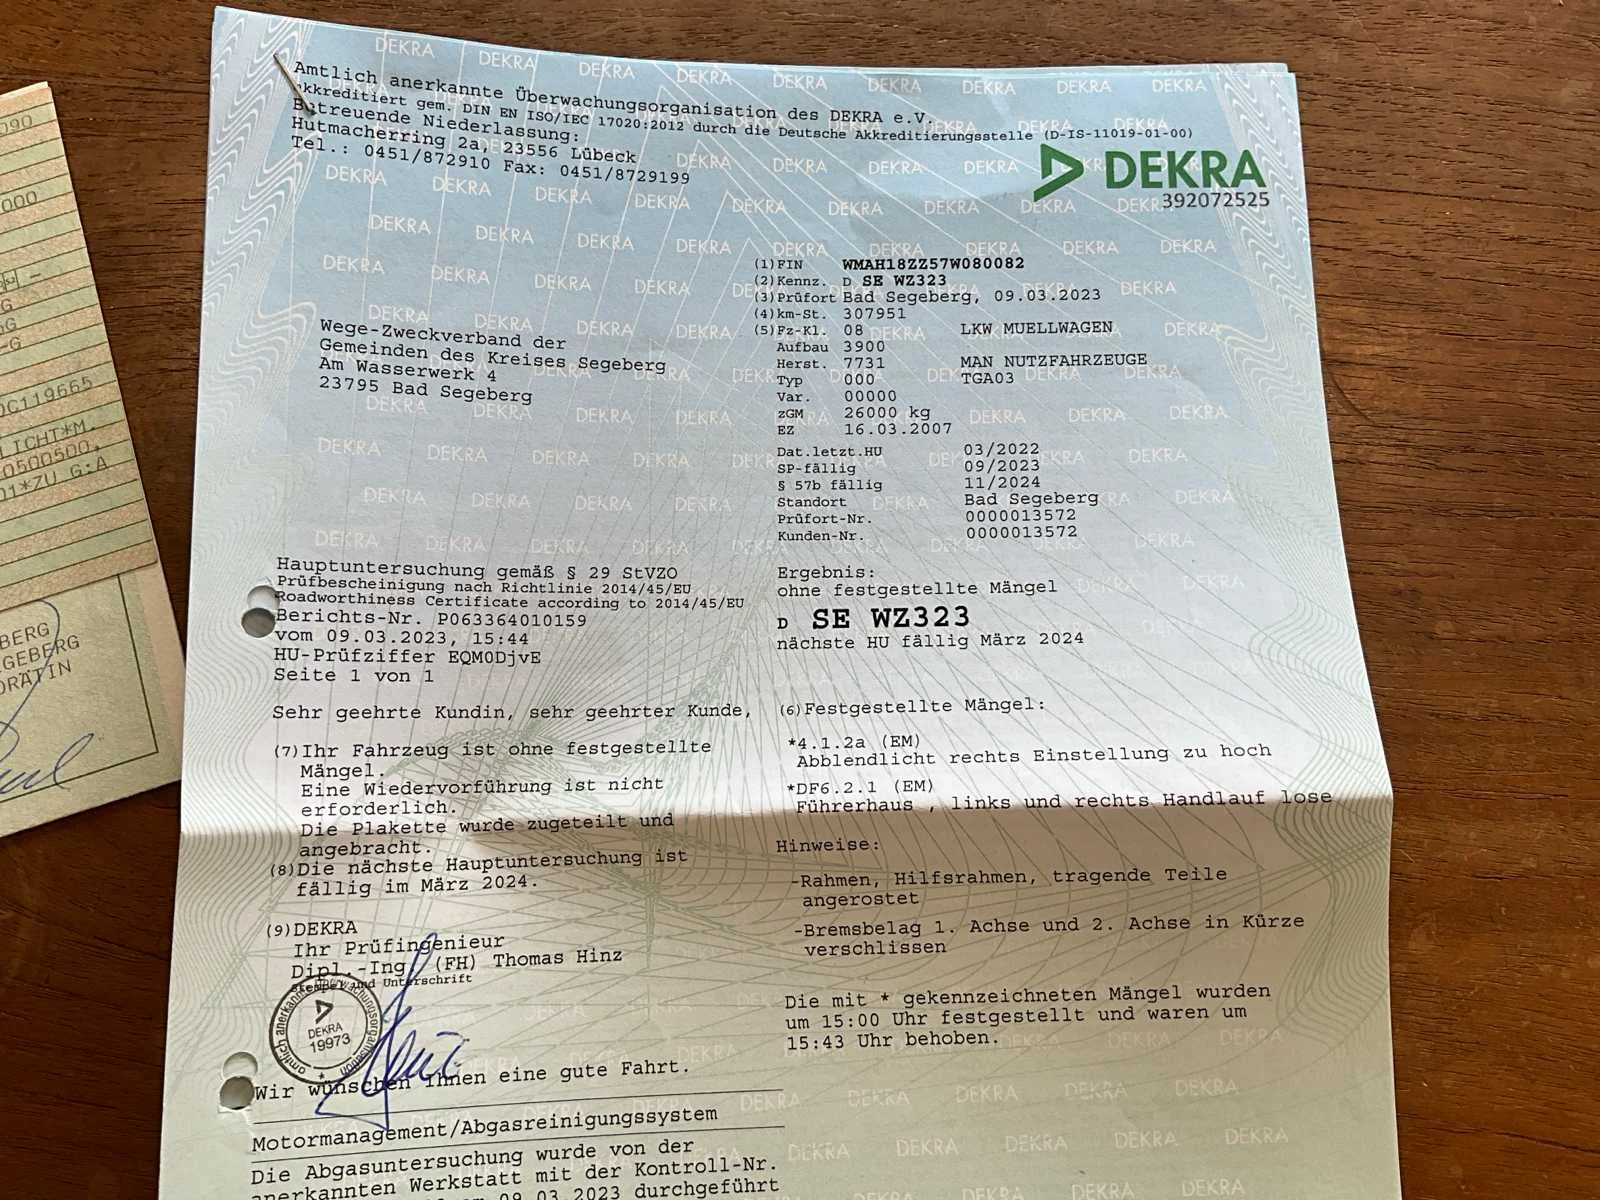 Amtlich anerkannte Überwachungsorganisation des DEKRA e.V.
akkreditiert gem. DIN EN ISO/IEC 17020:2012 durch die Deutsche Akkreditierungsstelle (D-IS-11019-01-00)
Betreuende Niederlassung:
Hutmacherring 2a, 23556 Lübeck
Tel.: 0451/872910 Fax: 0451/8729199
DEKRA
392072525
(1) FIN WMAH18ZZ57W080082
(2) Kennz. D SE WZ323
(3) Prüfort Bad Segeberg, 09.03.2023
(4) km-St. 307951
(5) Fz-Kl. 08 LKW MUELLWAGEN
Aufbau 3900
Herst. 7731 MAN NUTZFAHRZEUGE
Typ 000 TGA03
Var. 00000
zGM 26000 kg
EZ 16.03.2007
Dat.letzt.HU 03/2022
SP-fällig 09/2023
§ 57b fällig 11/2024
Standort Bad Segeberg
Prüfort-Nr. 0000013572
Kunden-Nr. 0000013572
Wege-Zweckverband der
Gemeinden des Kreises Segeberg
Am Wasserwerk 4
23795 Bad Segeberg
Hauptuntersuchung gemäß § 29 StVZO
Prüfbescheinigung nach Richtlinie 2014/45/EU
Roadworthiness Certificate according to 2014/45/EU
Berichts-Nr. P063364010159
vom 09.03.2023, 15:44
HU-Prüfziffer EQM0DjvE
Seite 1 von 1
Ergebnis:
ohne festgestellte Mängel
D SE WZ323
nächste HU fällig März 2024
Sehr geehrte Kundin, sehr geehrter Kunde,
(7) Ihr Fahrzeug ist ohne festgestellte
Mängel.
Eine Wiedervorführung ist nicht
erforderlich.
Die Plakette wurde zugeteilt und
angebracht.
(8) Die nächste Hauptuntersuchung ist
fällig im März 2024.
(9) DEKRA
Ihr Prüfingenieur
Dipl.-Ing. (FH) Thomas Hinz
Stempel und Unterschrift
amtlich anerkannte Überwachungsorganisation
DEKRA
19973
Wir wünschen Ihnen eine gute Fahrt.
(6) Festgestellte Mängel:
*4.1.2a (EM)
Abblendlicht rechts Einstellung zu hoch
*DF6.2.1 (EM)
Führerhaus , links und rechts Handlauf lose
Hinweise:
-Rahmen, Hilfsrahmen, tragende Teile
angerostet
-Bremsbelag 1. Achse und 2. Achse in Kürze
verschlissen
Die mit * gekennzeichneten Mängel wurden
um 15:00 Uhr festgestellt und waren um
15:43 Uhr behoben.
Motormanagement/Abgasreinigungssystem
Die Abgasuntersuchung wurde von der
anerkannten Werkstatt mit der Kontroll-Nr.
09.03.2023 durchgeführt